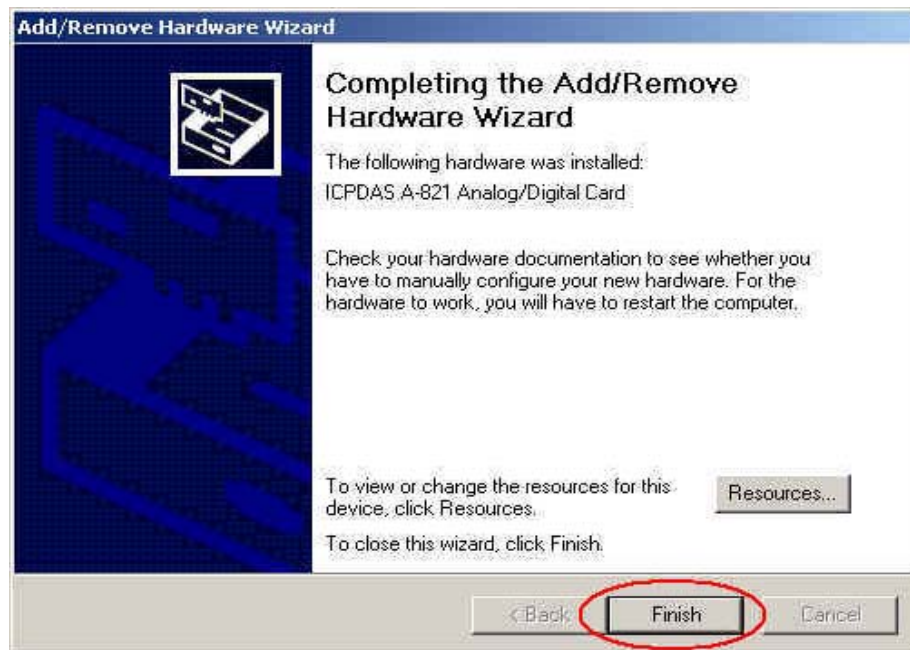 Add/Remove Hardware Wizard
Completing the Add/Remove
Hardware Wizard
The following hardware was installed:
ICPDAS A-821 Analog/Digital Card
Check your hardware documentation to see whether you
have to manually configure your new hardware. For the
hardware to work, you will have to restart the computer.
To view or change the resources for this
device, click Resources.
Resources...
To close this wizard, click Finish.
< Back
Finish
Cancel